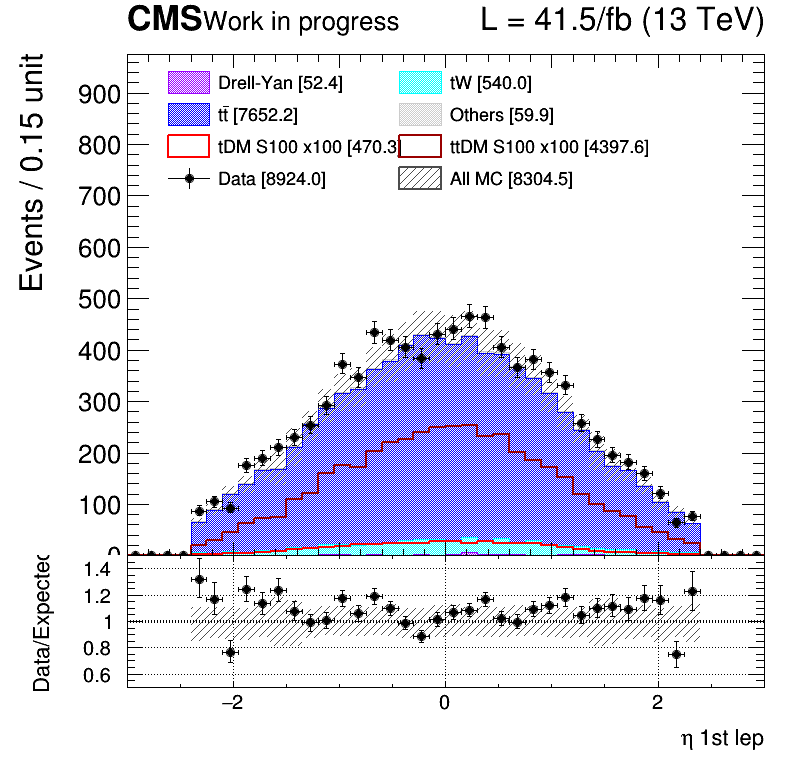 CMS Work in progress L = 41.5/fb (13 TeV)
Events / 0.15 unit
900
800
700
600
500
400
300
200
100
0
Drell-Yan [52.4]
tW [540.0]
tt̄ [7652.2]
Others [59.9]
tDM S100 x100 [470.3]
ttDM S100 x100 [4397.6]
Data [8924.0]
All MC [8304.5]
Data/Expected
1.4
1.2
1
0.8
0.6
−2 0 2
η 1st lep